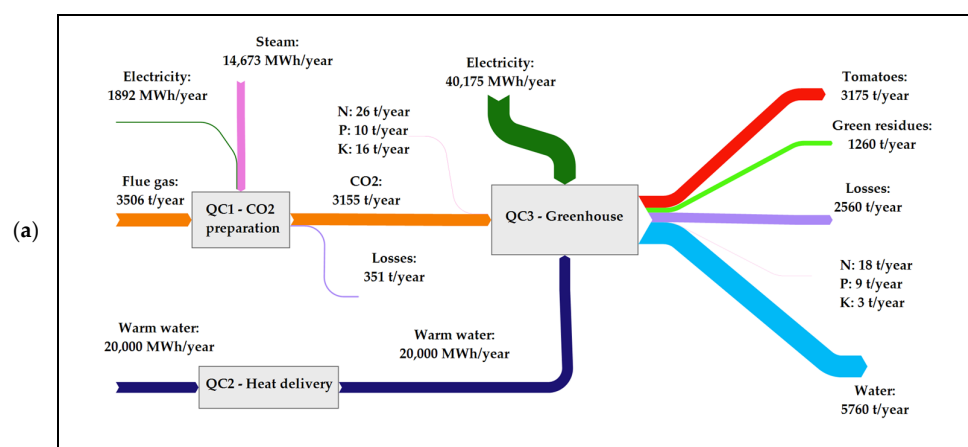 (a)
Steam:
14,673 MWh/year
Electricity:
1892 MWh/year
Flue gas:
3506 t/year
QC1 - CO2
preparation
N: 26 t/year
P: 10 t/year
K: 16 t/year
CO2:
3155 t/year
Losses:
351 t/year
Electricity:
40,175 MWh/year
QC3 - Greenhouse
Tomatoes:
3175 t/year
Green residues:
1260 t/year
Losses:
2560 t/year
N: 18 t/year
P: 9 t/year
K: 3 t/year
Water:
5760 t/year
Warm water:
20,000 MWh/year
QC2 - Heat delivery
Warm water:
20,000 MWh/year